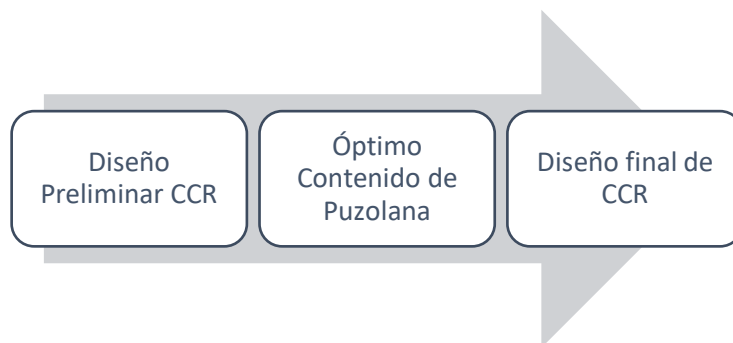 Diseño
Preliminar CCR
Óptimo
Contenido de
Puzolana
Diseño final de
CCR